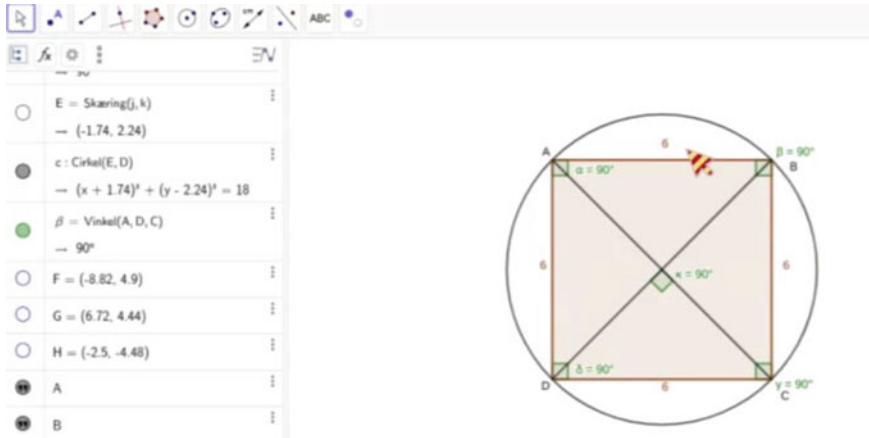 ABC
E = Skæring(j, k)
→ (-1.74, 2.24)
c : Cirkel(E, D)
→ (x + 1.74)² + (y - 2.24)² = 18
β = Vinkel(A, D, C)
→ 90°
F = (-8.82, 4.9)
G = (6.72, 4.44)
H = (-2.5, -4.48)
A
B
A
6
β = 90°
B
α = 90°
6
6
κ = 90°
δ = 90°
D
6
γ = 90°
C